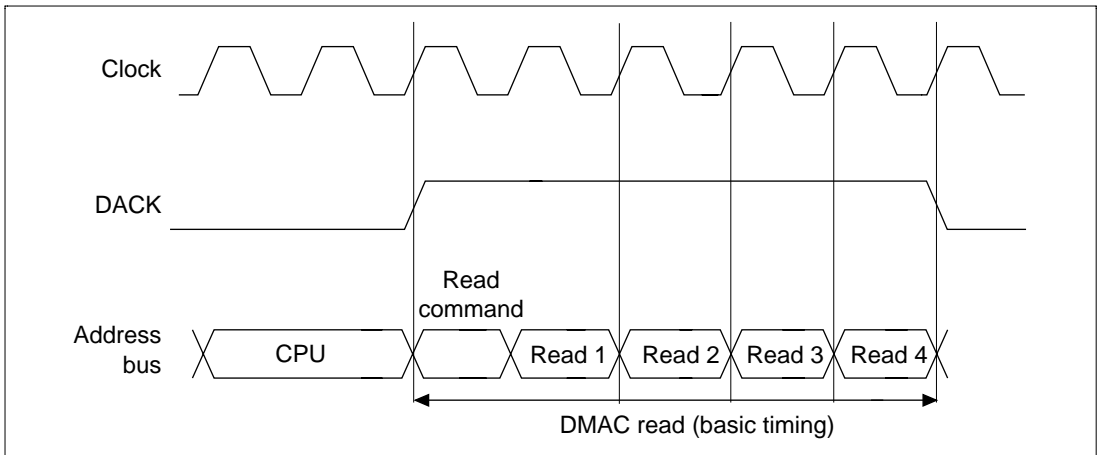 Clock
DACK
Read
command
Address
bus
CPU
Read 1
Read 2
Read 3
Read 4
DMAC read (basic timing)